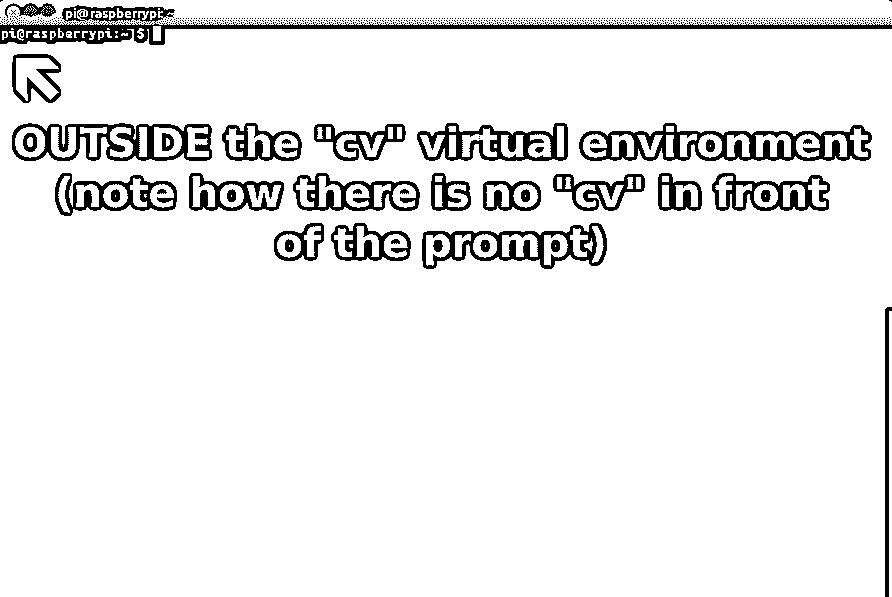 pi@raspberrypi: ~
pi@raspberrypi:~ $
OUTSIDE the "cv" virtual environment
(note how there is no "cv" in front
of the prompt)